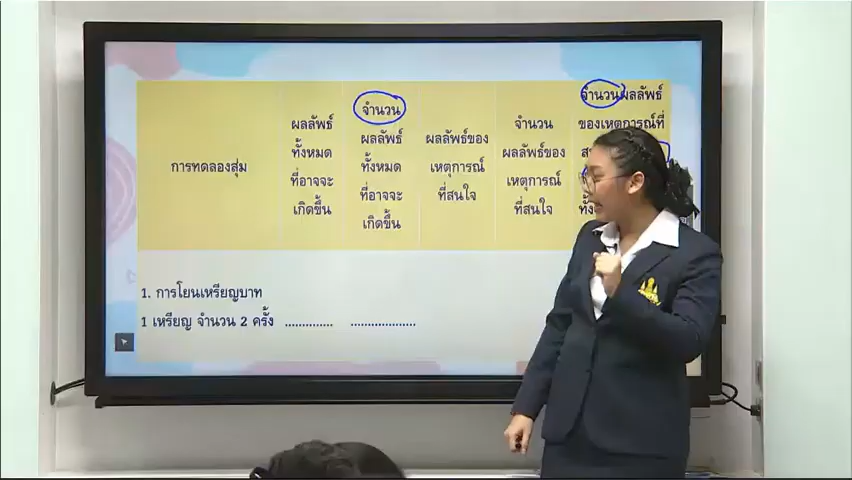 การทดลองสุ่ม
ผลลัพธ์
ทั้งหมด
ที่อาจจะ
เกิดขึ้น
จำนวน
ผลลัพธ์
ทั้งหมด
ที่อาจจะ
เกิดขึ้น
ผลลัพธ์ของ
เหตุการณ์
ที่สนใจ
จำนวน
ผลลัพธ์ของ
เหตุการณ์
ที่สนใจ
จำนวนผลลัพธ์
ของเหตุการณ์ที่
1. การโยนเหรียญบาท
1 เหรียญ จำนวน 2 ครั้ง .............. ...................